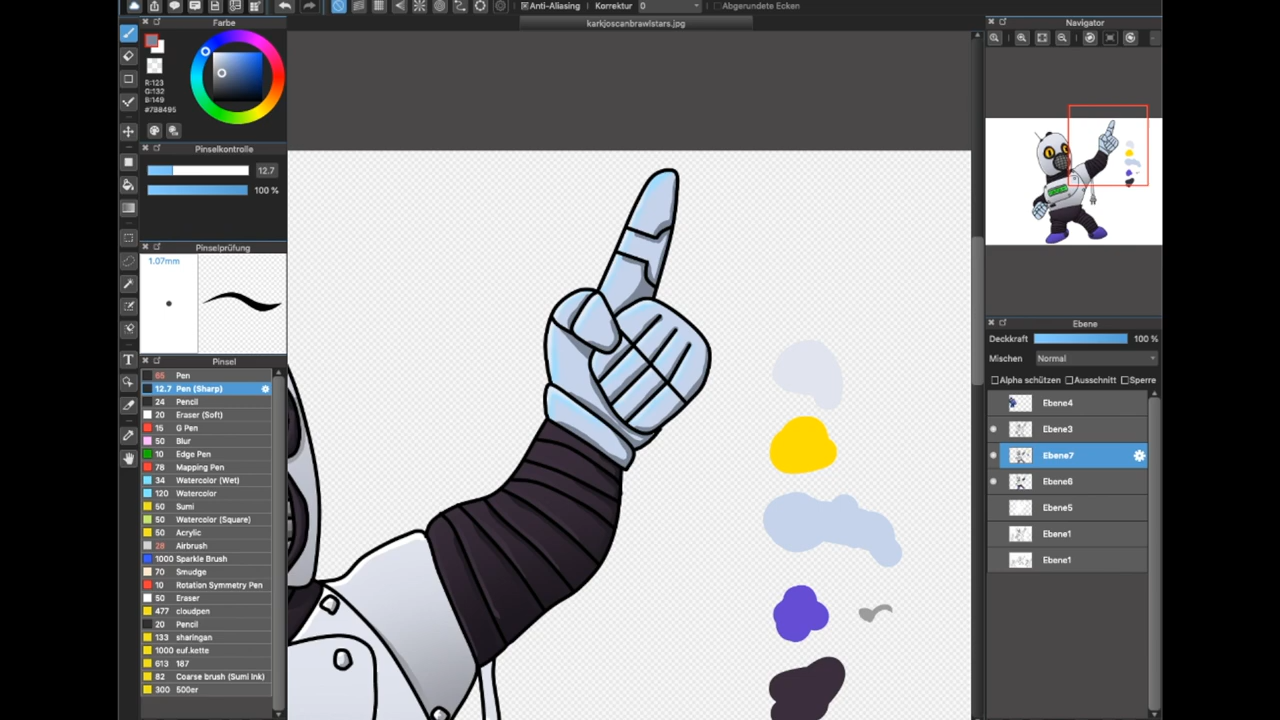 Anti-Aliasing Korrektur 0 Abgerundete Ecken
karkjoscanbrawlstars.jpg
Farbe
R:123
G:132
B:149
#7B8495
Pinselkontrolle
12.7
100 %
Pinselprüfung
1.07mm
Pinsel
65 Pen
12.7 Pen (Sharp)
24 Pencil
20 Eraser (Soft)
15 G Pen
50 Blur
10 Edge Pen
78 Mapping Pen
34 Watercolor (Wet)
120 Watercolor
50 Sumi
50 Watercolor (Square)
50 Acrylic
28 Airbrush
1000 Sparkle Brush
70 Smudge
10 Rotation Symmetry Pen
50 Eraser
477 cloudpen
20 Pencil
133 sharingan
1000 euf.kette
613 187
82 Coarse brush (Sumi Ink)
300 500er
T
Navigator
Ebene
Deckkraft 100 %
Mischen Normal
Alpha schützen Ausschnitt Sperre
Ebene4
Ebene3
Ebene7
Ebene6
Ebene5
Ebene1
Ebene1